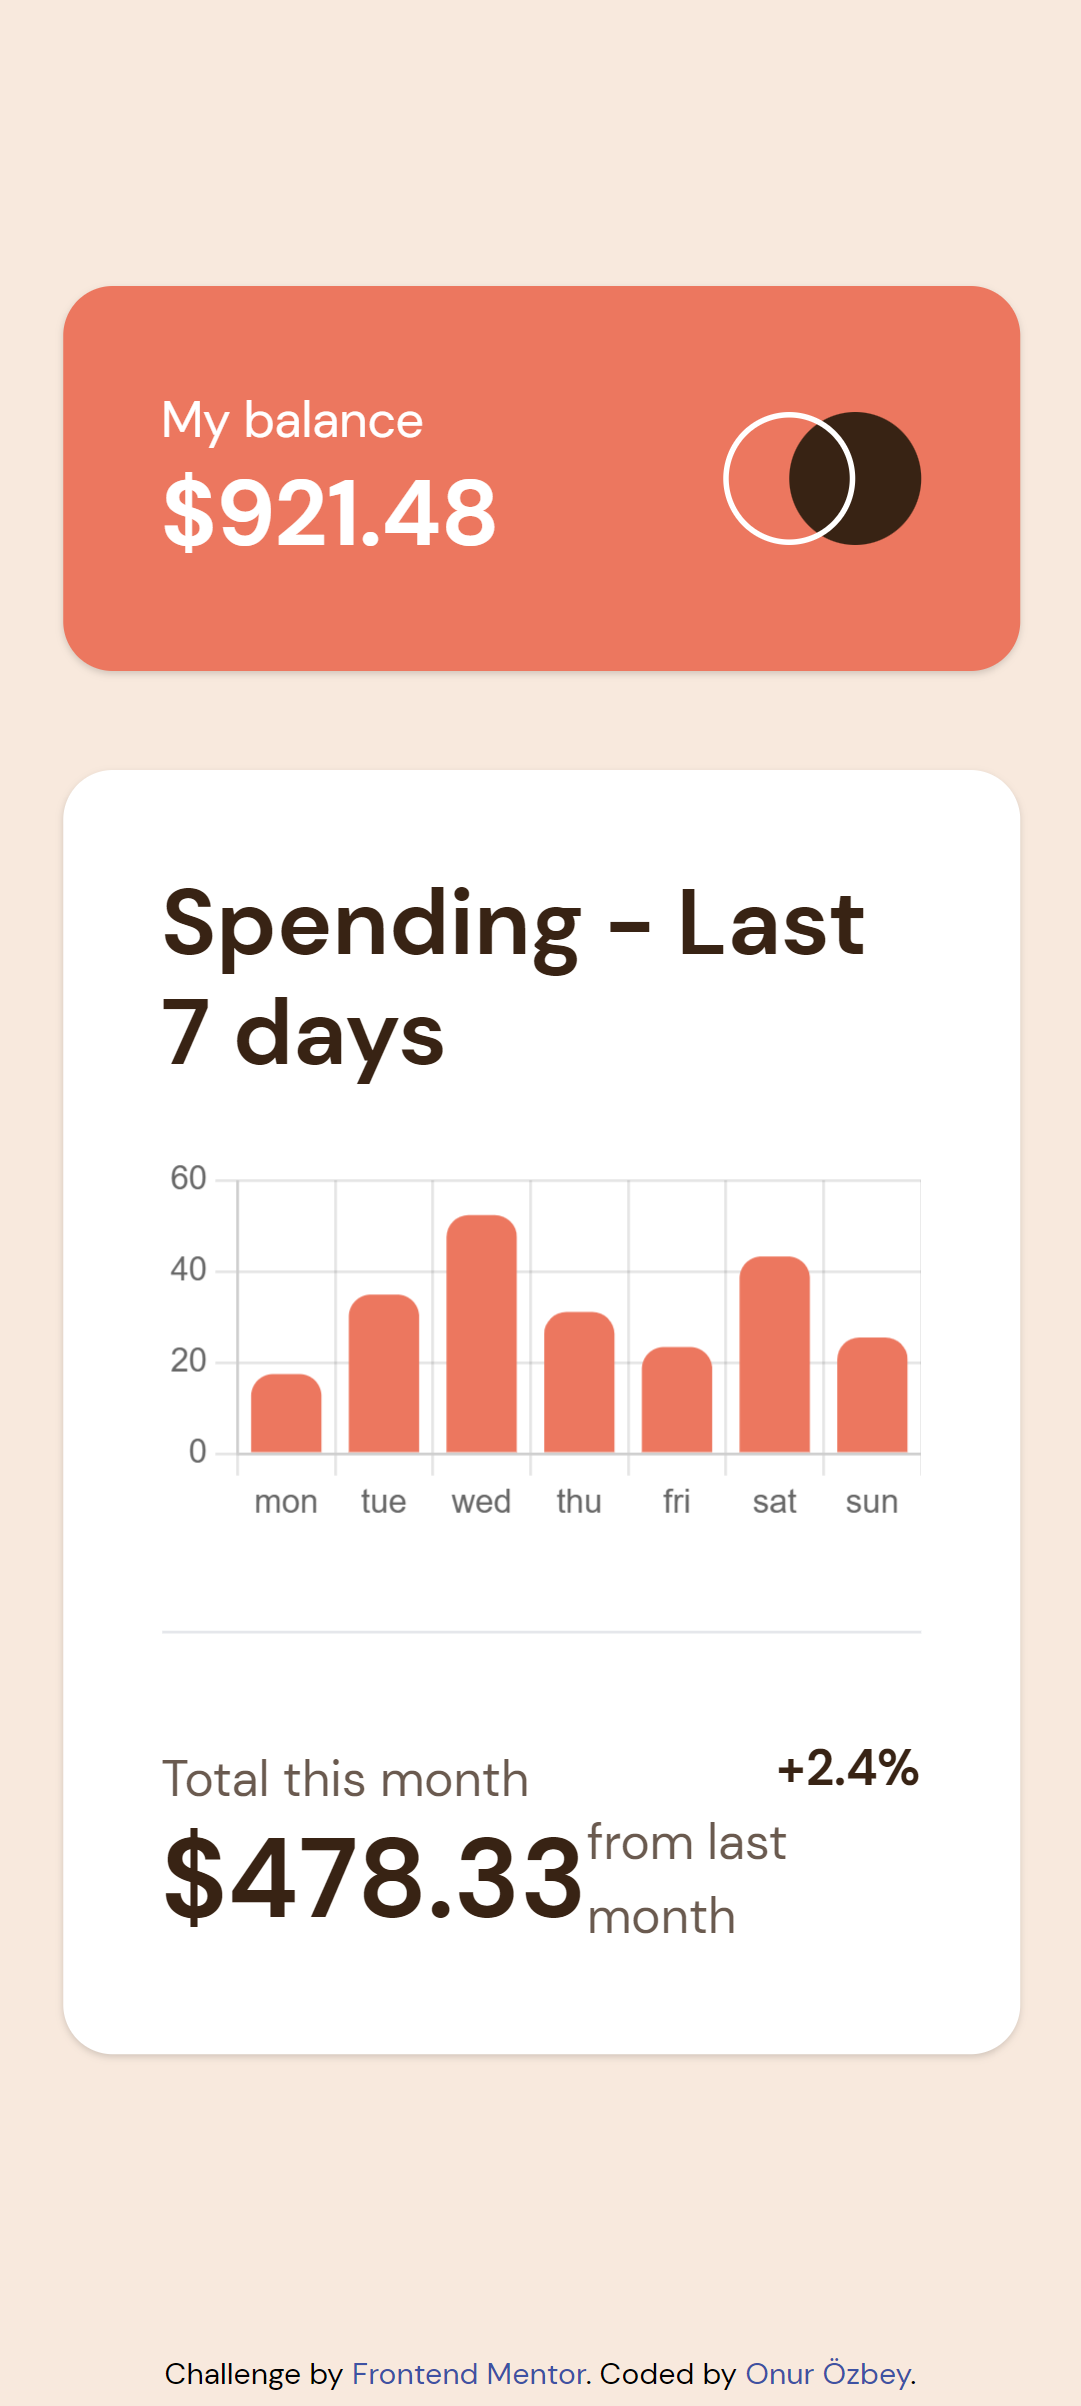 My balance
$921.48
Spending - Last
7 days
60
40
20
0
mon tue wed thu fri sat sun
Total this month
$478.33
+2.4%
from last
month
Challenge by Frontend Mentor. Coded by Onur Özbey.